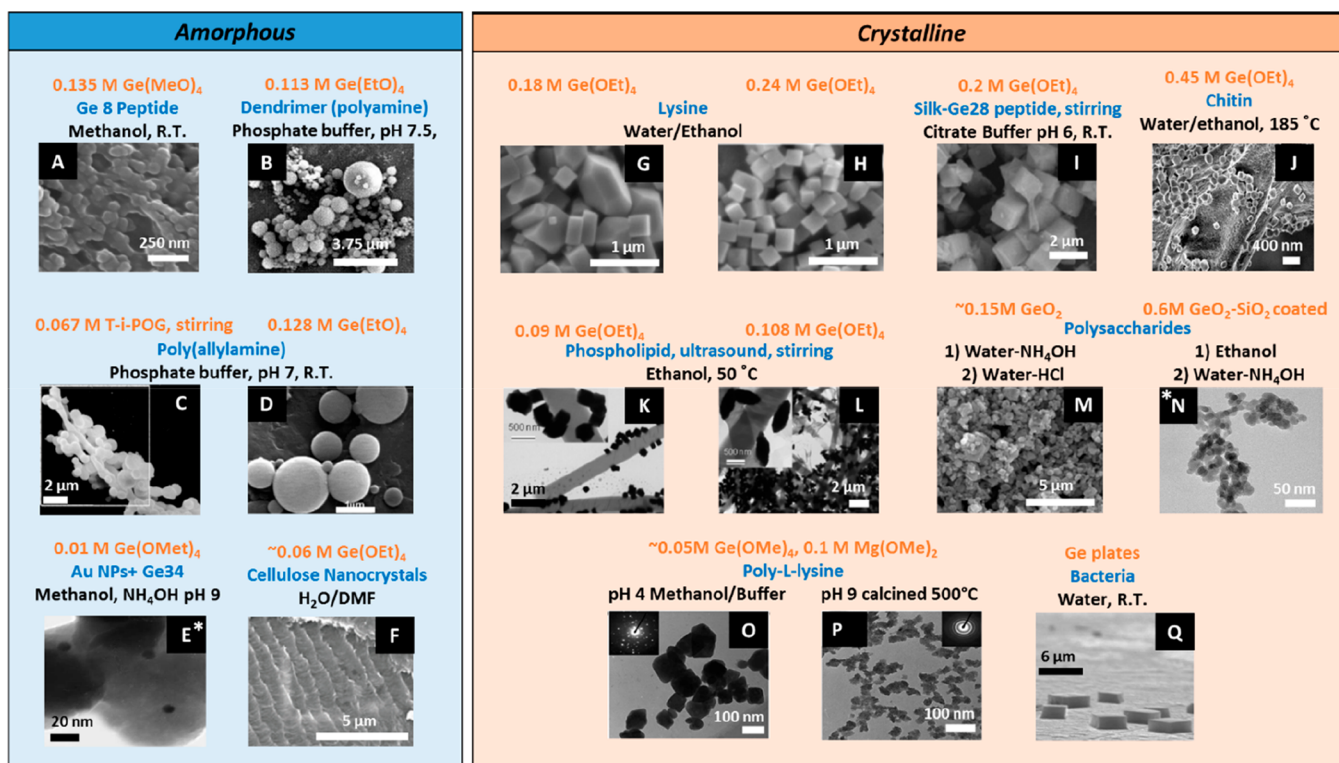 Amorphous
0.135 M Ge(MeO)₄
Ge 8 Peptide
Methanol, R.T.
A
250 nm
0.113 M Ge(EtO)₄
Dendrimer (polyamine)
Phosphate buffer, pH 7.5,
B
3.75 µm
0.067 M T-i-POG, stirring
0.128 M Ge(EtO)₄
Poly(allylamine)
Phosphate buffer, pH 7, R.T.
C
2 µm
D
0.01 M Ge(OMet)₄
Au NPs+ Ge34
Methanol, NH₄OH pH 9
E*
20 nm
~0.06 M Ge(OEt)₄
Cellulose Nanocrystals
H₂O/DMF
F
5 µm
Crystalline
0.18 M Ge(OEt)₄
0.24 M Ge(OEt)₄
Lysine
Water/Ethanol
G
1 µm
H
1 µm
0.2 M Ge(OEt)₄
Silk-Ge28 peptide, stirring
Citrate Buffer pH 6, R.T.
I
2 µm
0.45 M Ge(OEt)₄
Chitin
Water/ethanol, 185 ˚C
J
400 nm
0.09 M Ge(OEt)₄
0.108 M Ge(OEt)₄
Phospholipid, ultrasound, stirring
Ethanol, 50 ˚C
K
500 nm
2 µm
L
500 nm
2 µm
~0.15M GeO₂
0.6M GeO₂-SiO₂ coated
Polysaccharides
1) Water-NH₄OH
2) Water-HCl
1) Ethanol
2) Water-NH₄OH
M
5 µm
*N
50 nm
~0.05M Ge(OMe)₄, 0.1 M Mg(OMe)₂
Poly-L-lysine
pH 4 Methanol/Buffer
pH 9 calcined 500°C
O
100 nm
P
100 nm
Ge plates
Bacteria
Water, R.T.
Q
6 µm